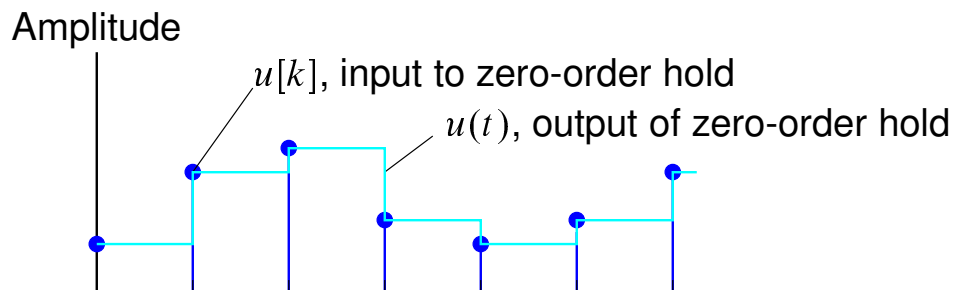 Amplitude
u[k], input to zero-order hold
u(t), output of zero-order hold